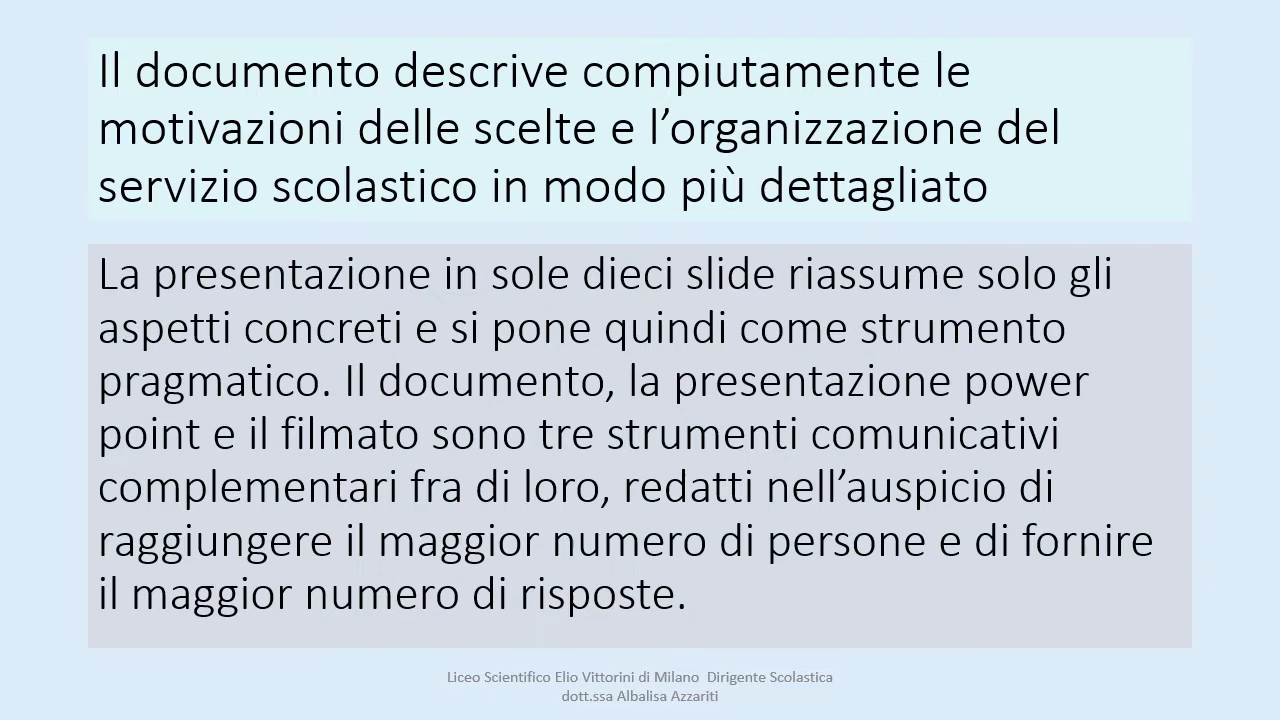 Il documento descrive compiutamente le
motivazioni delle scelte e l’organizzazione del
servizio scolastico in modo più dettagliato
La presentazione in sole dieci slide riassume solo gli
aspetti concreti e si pone quindi come strumento
pragmatico. Il documento, la presentazione power
point e il filmato sono tre strumenti comunicativi
complementari fra di loro, redatti nell’auspicio di
raggiungere il maggior numero di persone e di fornire
il maggior numero di risposte.
Liceo Scientifico Elio Vittorini di Milano  Dirigente Scolastica
dott.ssa Albalisa Azzariti